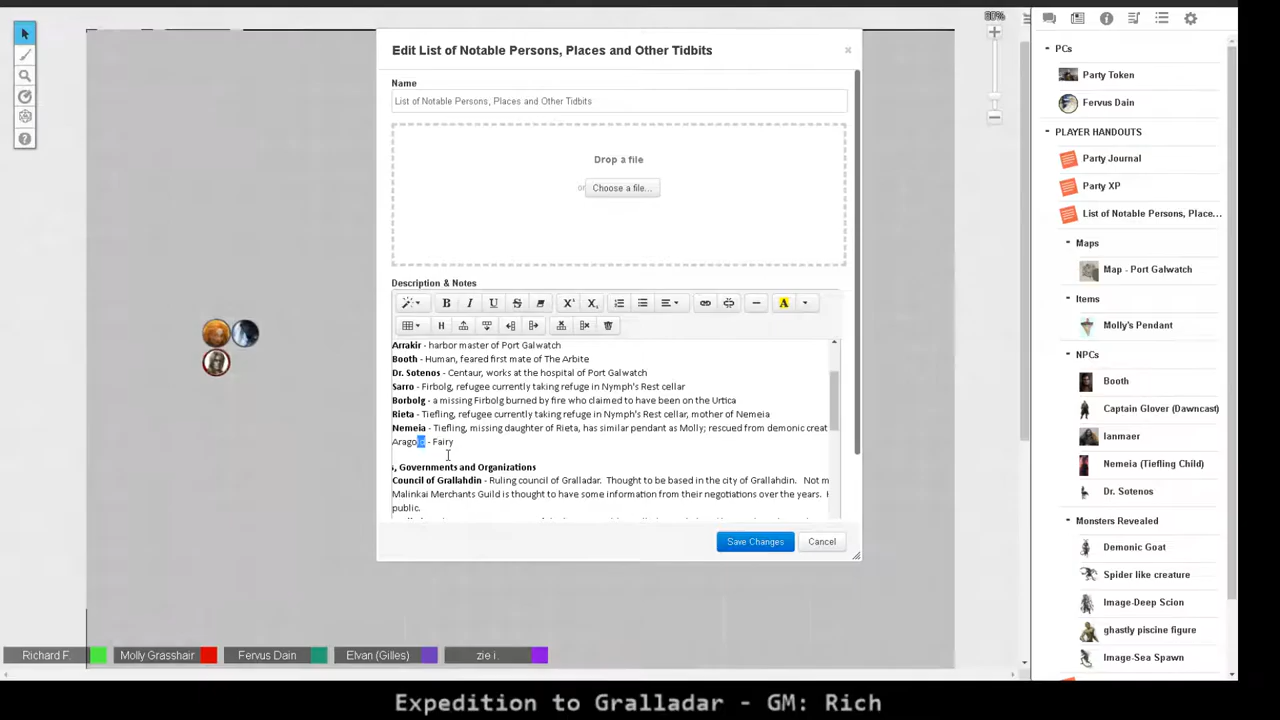 80%
Edit List of Notable Persons, Places and Other Tidbits
×
Name
List of Notable Persons, Places and Other Tidbits
Drop a file
or Choose a file...
Description & Notes
B I U S X¹ X, A
H
Arrakir - harbor master of Port Galwatch
Booth - Human, feared first mate of The Arbite
Dr. Sotenos - Centaur, works at the hospital of Port Galwatch
Sarro - Firbolg, refugee currently taking refuge in Nymph's Rest cellar
Borbolg - a missing Firbolg burned by fire who claimed to have been on the Urtica
Rieta - Tiefling, refugee currently taking refuge in Nymph's Rest cellar, mother of Nemeia
Nemeia - Tiefling, missing daughter of Rieta, has similar pendant as Molly; rescued from demonic creat
- Fairy
s, Governments and Organizations
Council of Grallahdin - Ruling council of Gralladar. Thought to be based in the city of Grallahdin. Not m
Malinkai Merchants Guild is thought to have some information from their negotiations over the years. H
public.
Save Changes
Cancel
PCs
Party Token
Fervus Dain
PLAYER HANDOUTS
Party Journal
Party XP
List of Notable Persons, Place...
Maps
Map - Port Galwatch
Items
Molly's Pendant
NPCs
Booth
Captain Glover (Dawncast)
Ianmaer
Nemeia (Tiefling Child)
Dr. Sotenos
Monsters Revealed
Demonic Goat
Spider like creature
Image-Deep Scion
ghastly piscine figure
Image-Sea Spawn
Richard F.
Molly Grasshair
Fervus Dain
Elvan (Gilles)
zie i.
Expedition to Gralladar - GM: Rich